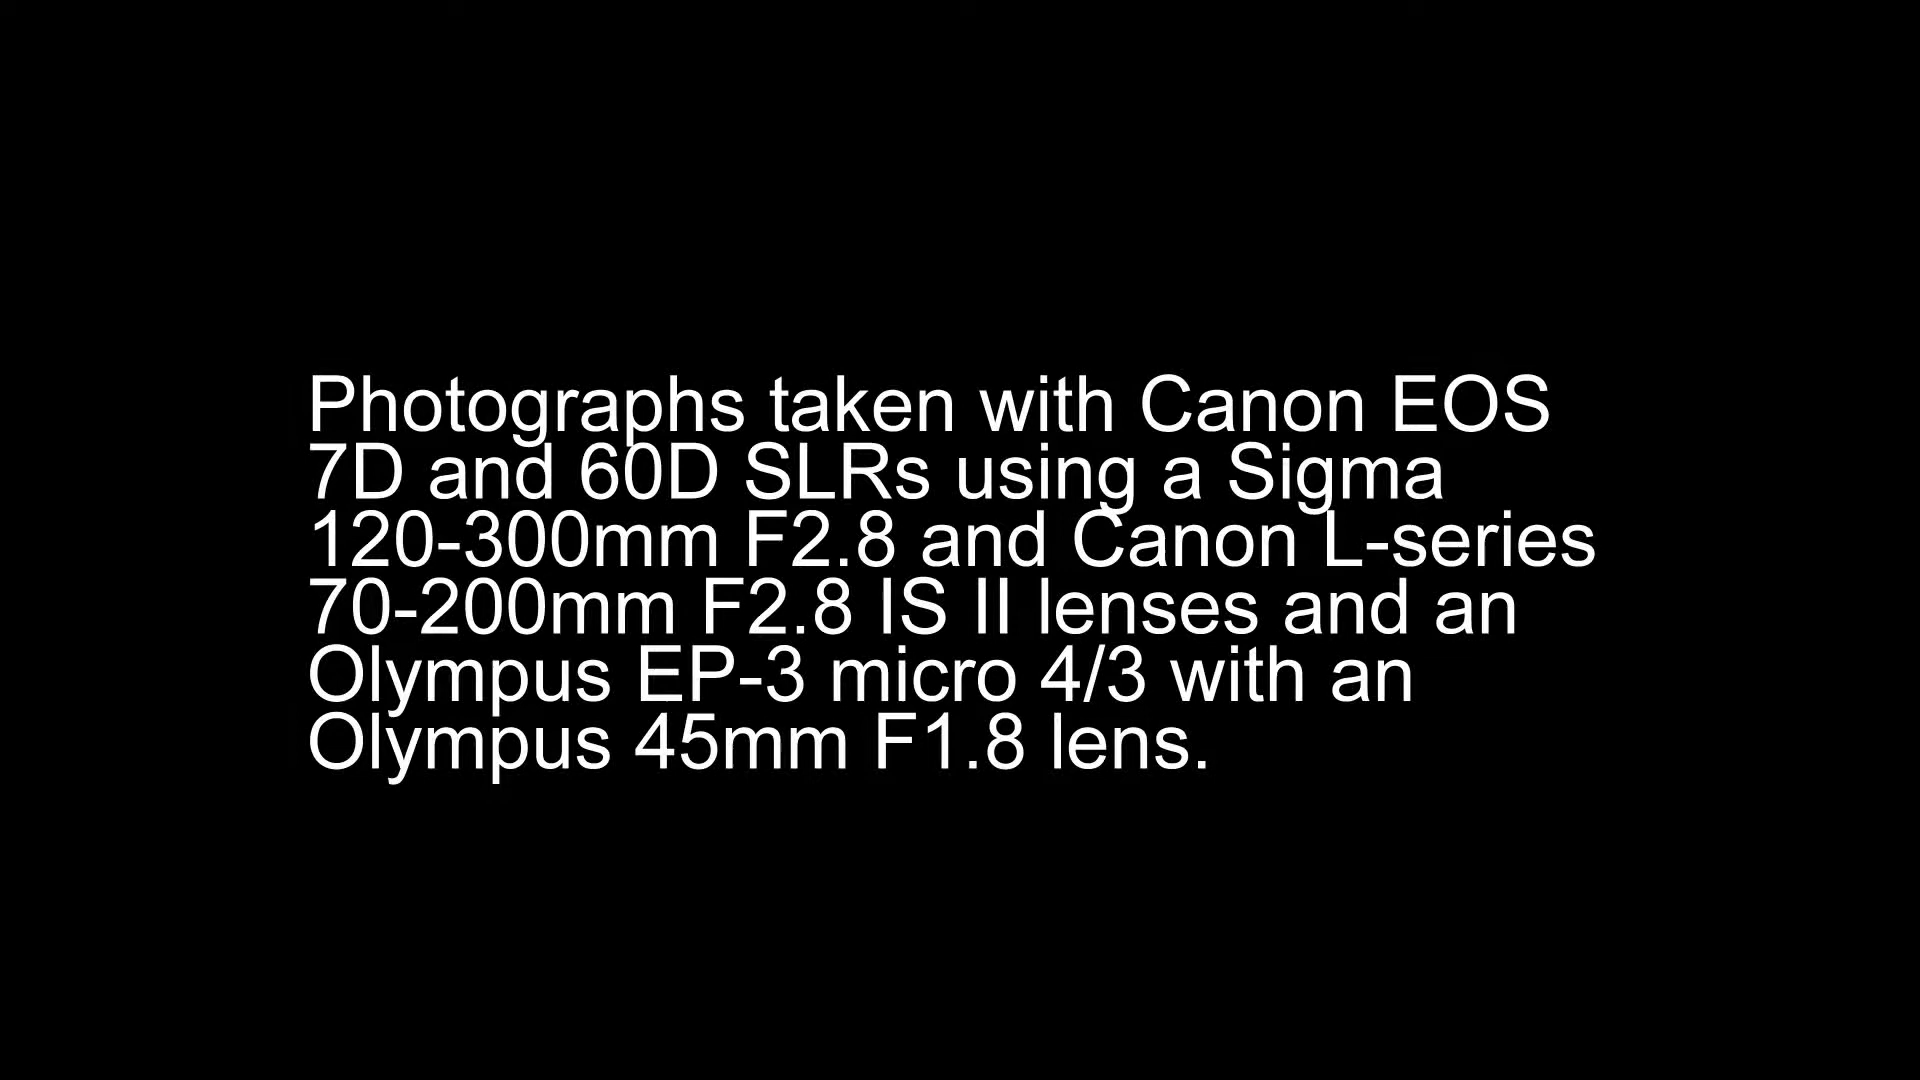 Photographs taken with Canon EOS
7D and 60D SLRs using a Sigma
120-300mm F2.8 and Canon L-series
70-200mm F2.8 IS II lenses and an
Olympus EP-3 micro 4/3 with an
Olympus 45mm F1.8 lens.